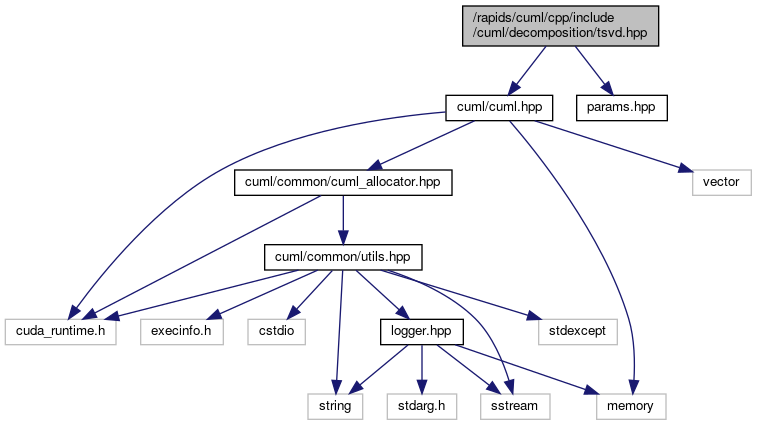 /rapids/cuml/cpp/include
/cuml/decomposition/tsvd.hpp
cuml/cuml.hpp
params.hpp
cuml/common/cuml_allocator.hpp
vector
cuml/common/utils.hpp
cuda_runtime.h
execinfo.h
cstdio
logger.hpp
stdexcept
string
stdarg.h
sstream
memory